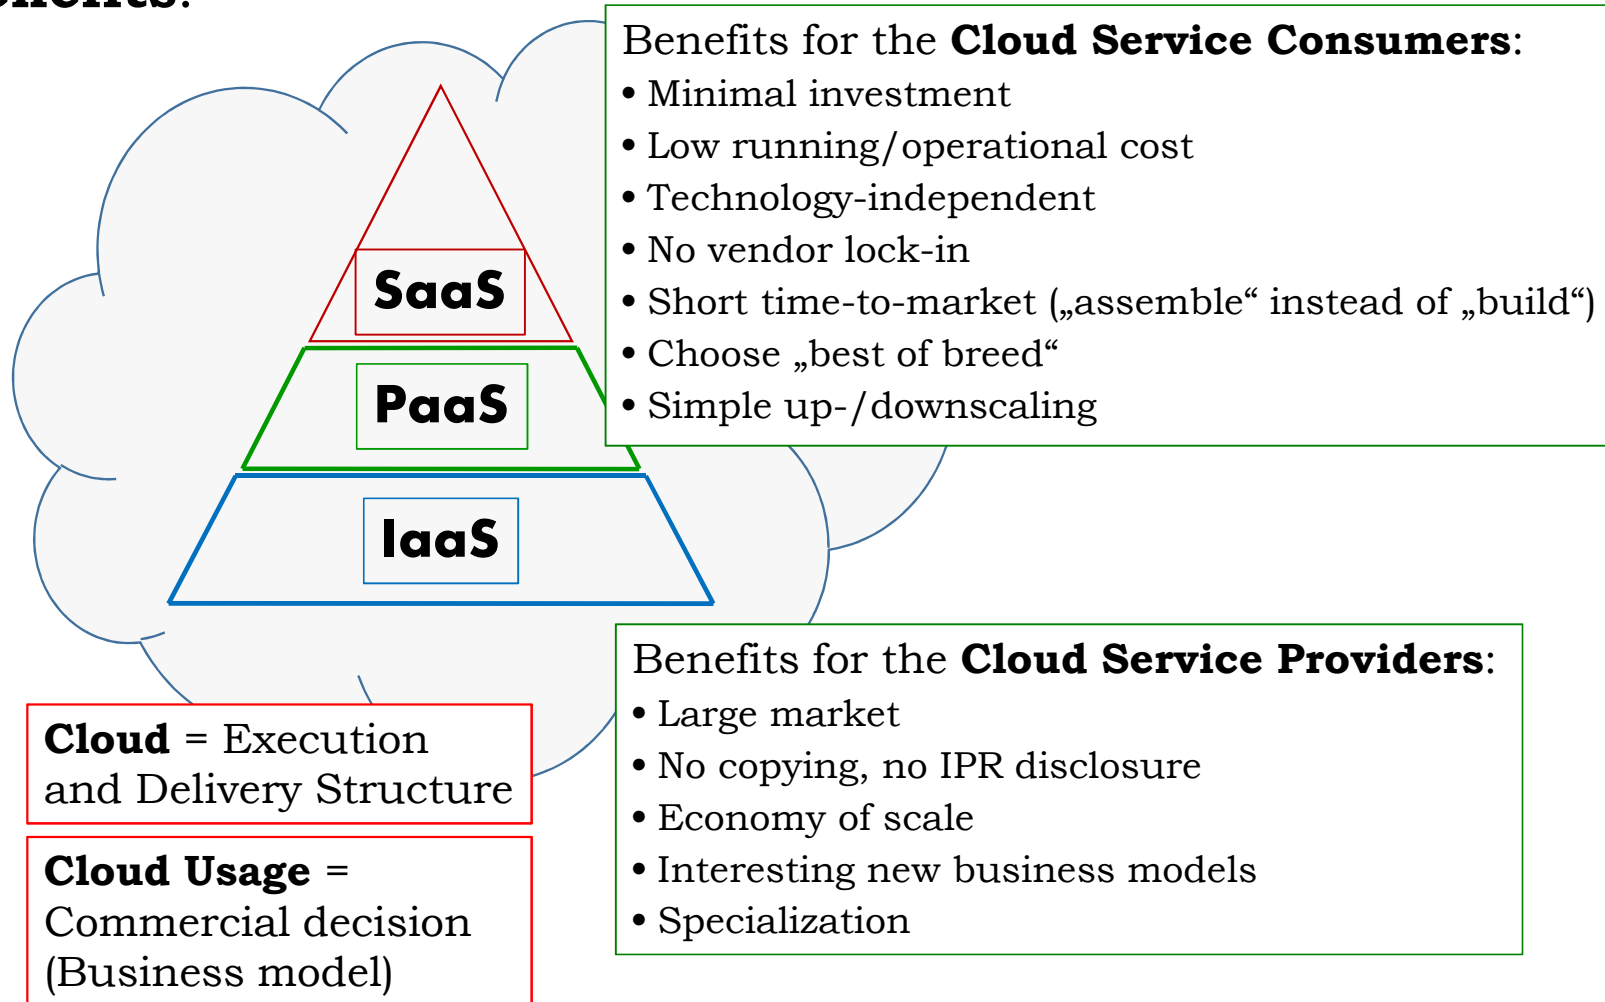 Benefits for the Cloud Service Consumers:
• Minimal investment
• Low running/operational cost
• Technology-independent
• No vendor lock-in
• Short time-to-market („assemble“ instead of „build“)
• Choose „best of breed“
• Simple up-/downscaling
SaaS
PaaS
IaaS
Benefits for the Cloud Service Providers:
• Large market
• No copying, no IPR disclosure
• Economy of scale
• Interesting new business models
• Specialization
Cloud = Execution
and Delivery Structure
Cloud Usage =
Commercial decision
(Business model)